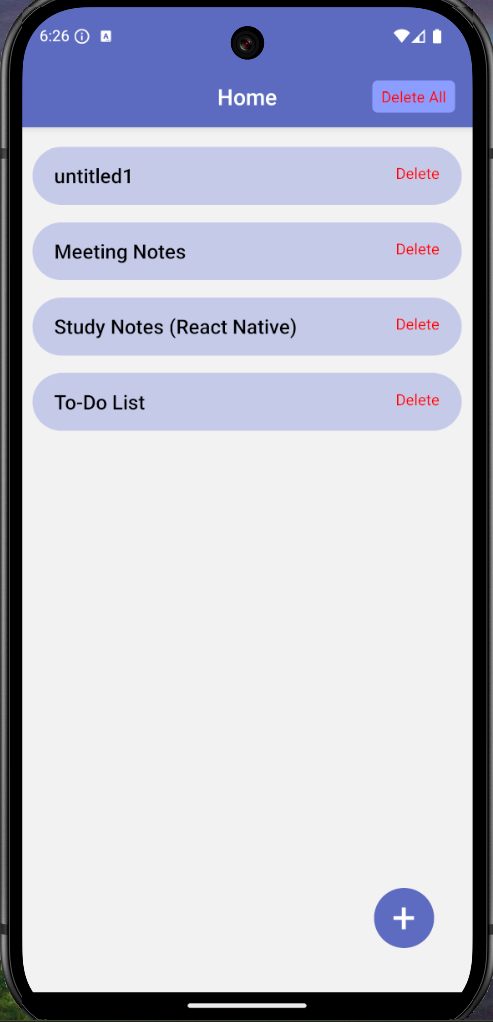 6:26
Home
Delete All
untitled1
Delete
Meeting Notes
Delete
Study Notes (React Native)
Delete
To-Do List
Delete